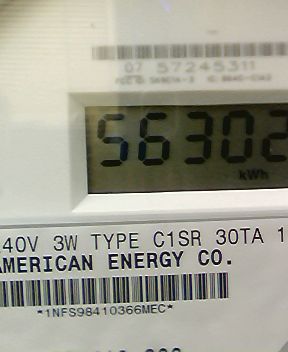 07 57245311
56302
kWh
40V 3W TYPE C1SR 30TA 1
AMERICAN ENERGY CO.
*1NFS98410366MEC*